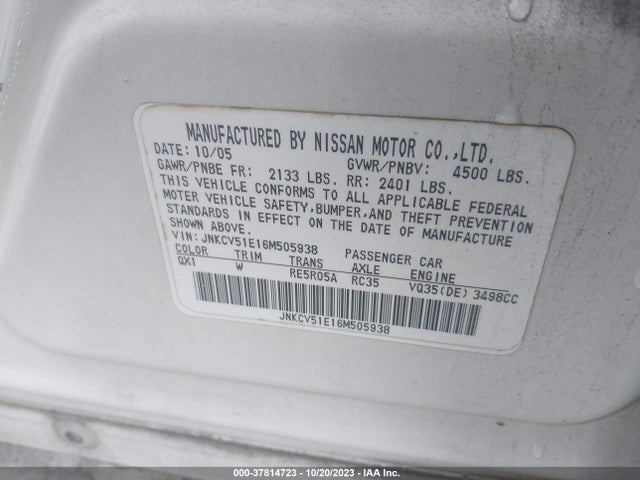 MANUFACTURED BY NISSAN MOTOR CO.,LTD.
DATE: 10/05 GVWR/PNBV: 4500 LBS.
GAWR/PNBE FR: 2133 LBS. RR: 2401 LBS.
THIS VEHICLE CONFORMS TO ALL APPLICABLE FEDERAL
MOTOR VEHICLE SAFETY,BUMPER,AND THEFT PREVENTION
STANDARDS IN EFFECT ON THE DATE OF MANUFACTURE
SHOWN ABOVE.
VIN: JNKCV51E16M505938 PASSENGER CAR
COLOR TRIM TRANS AXLE ENGINE
QX1 W RE5R05A RC35 VQ35(DE) 3498CC
JNKCV51E16M505938
000-37814723 - 10/20/2023 - IAA Inc.